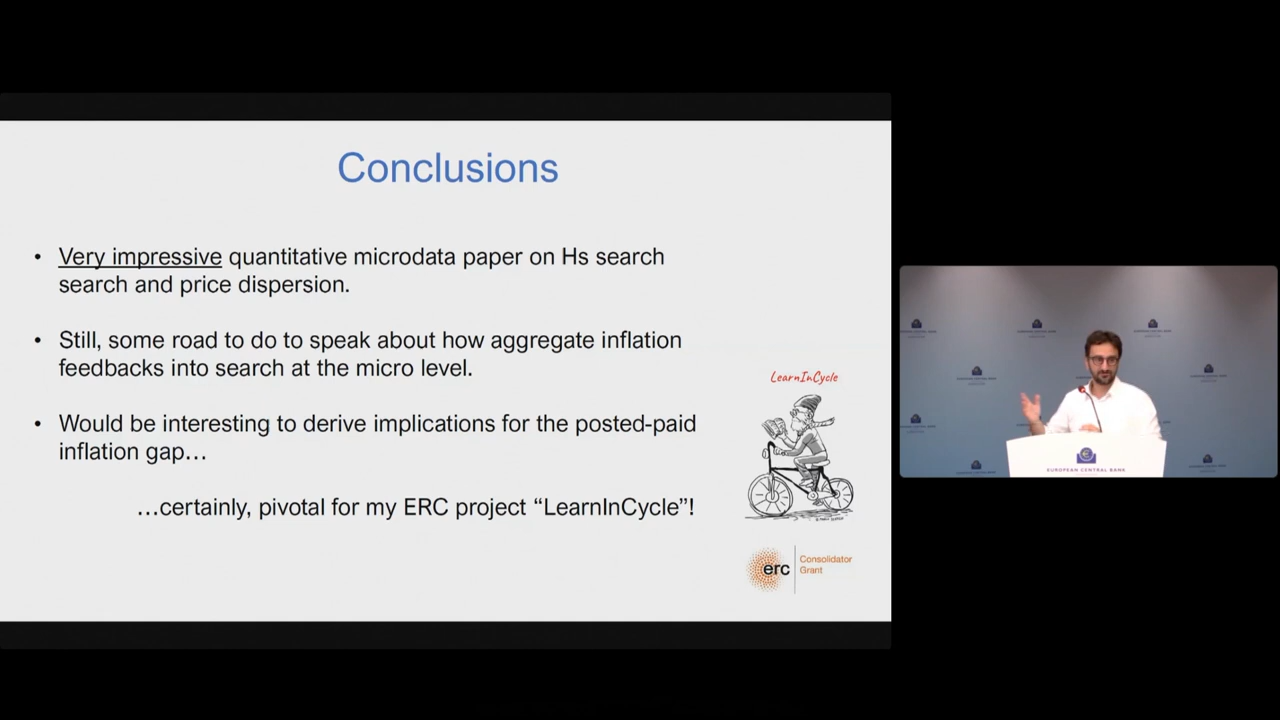 Conclusions
• Very impressive quantitative microdata paper on Hs search
search and price dispersion.
• Still, some road to do to speak about how aggregate inflation
feedbacks into search at the micro level.
• Would be interesting to derive implications for the posted-paid
inflation gap…
…certainly, pivotal for my ERC project “LearnInCycle”!
LearnInCycle
erc
Consolidator
Grant
EUROPEAN CENTRAL BANK